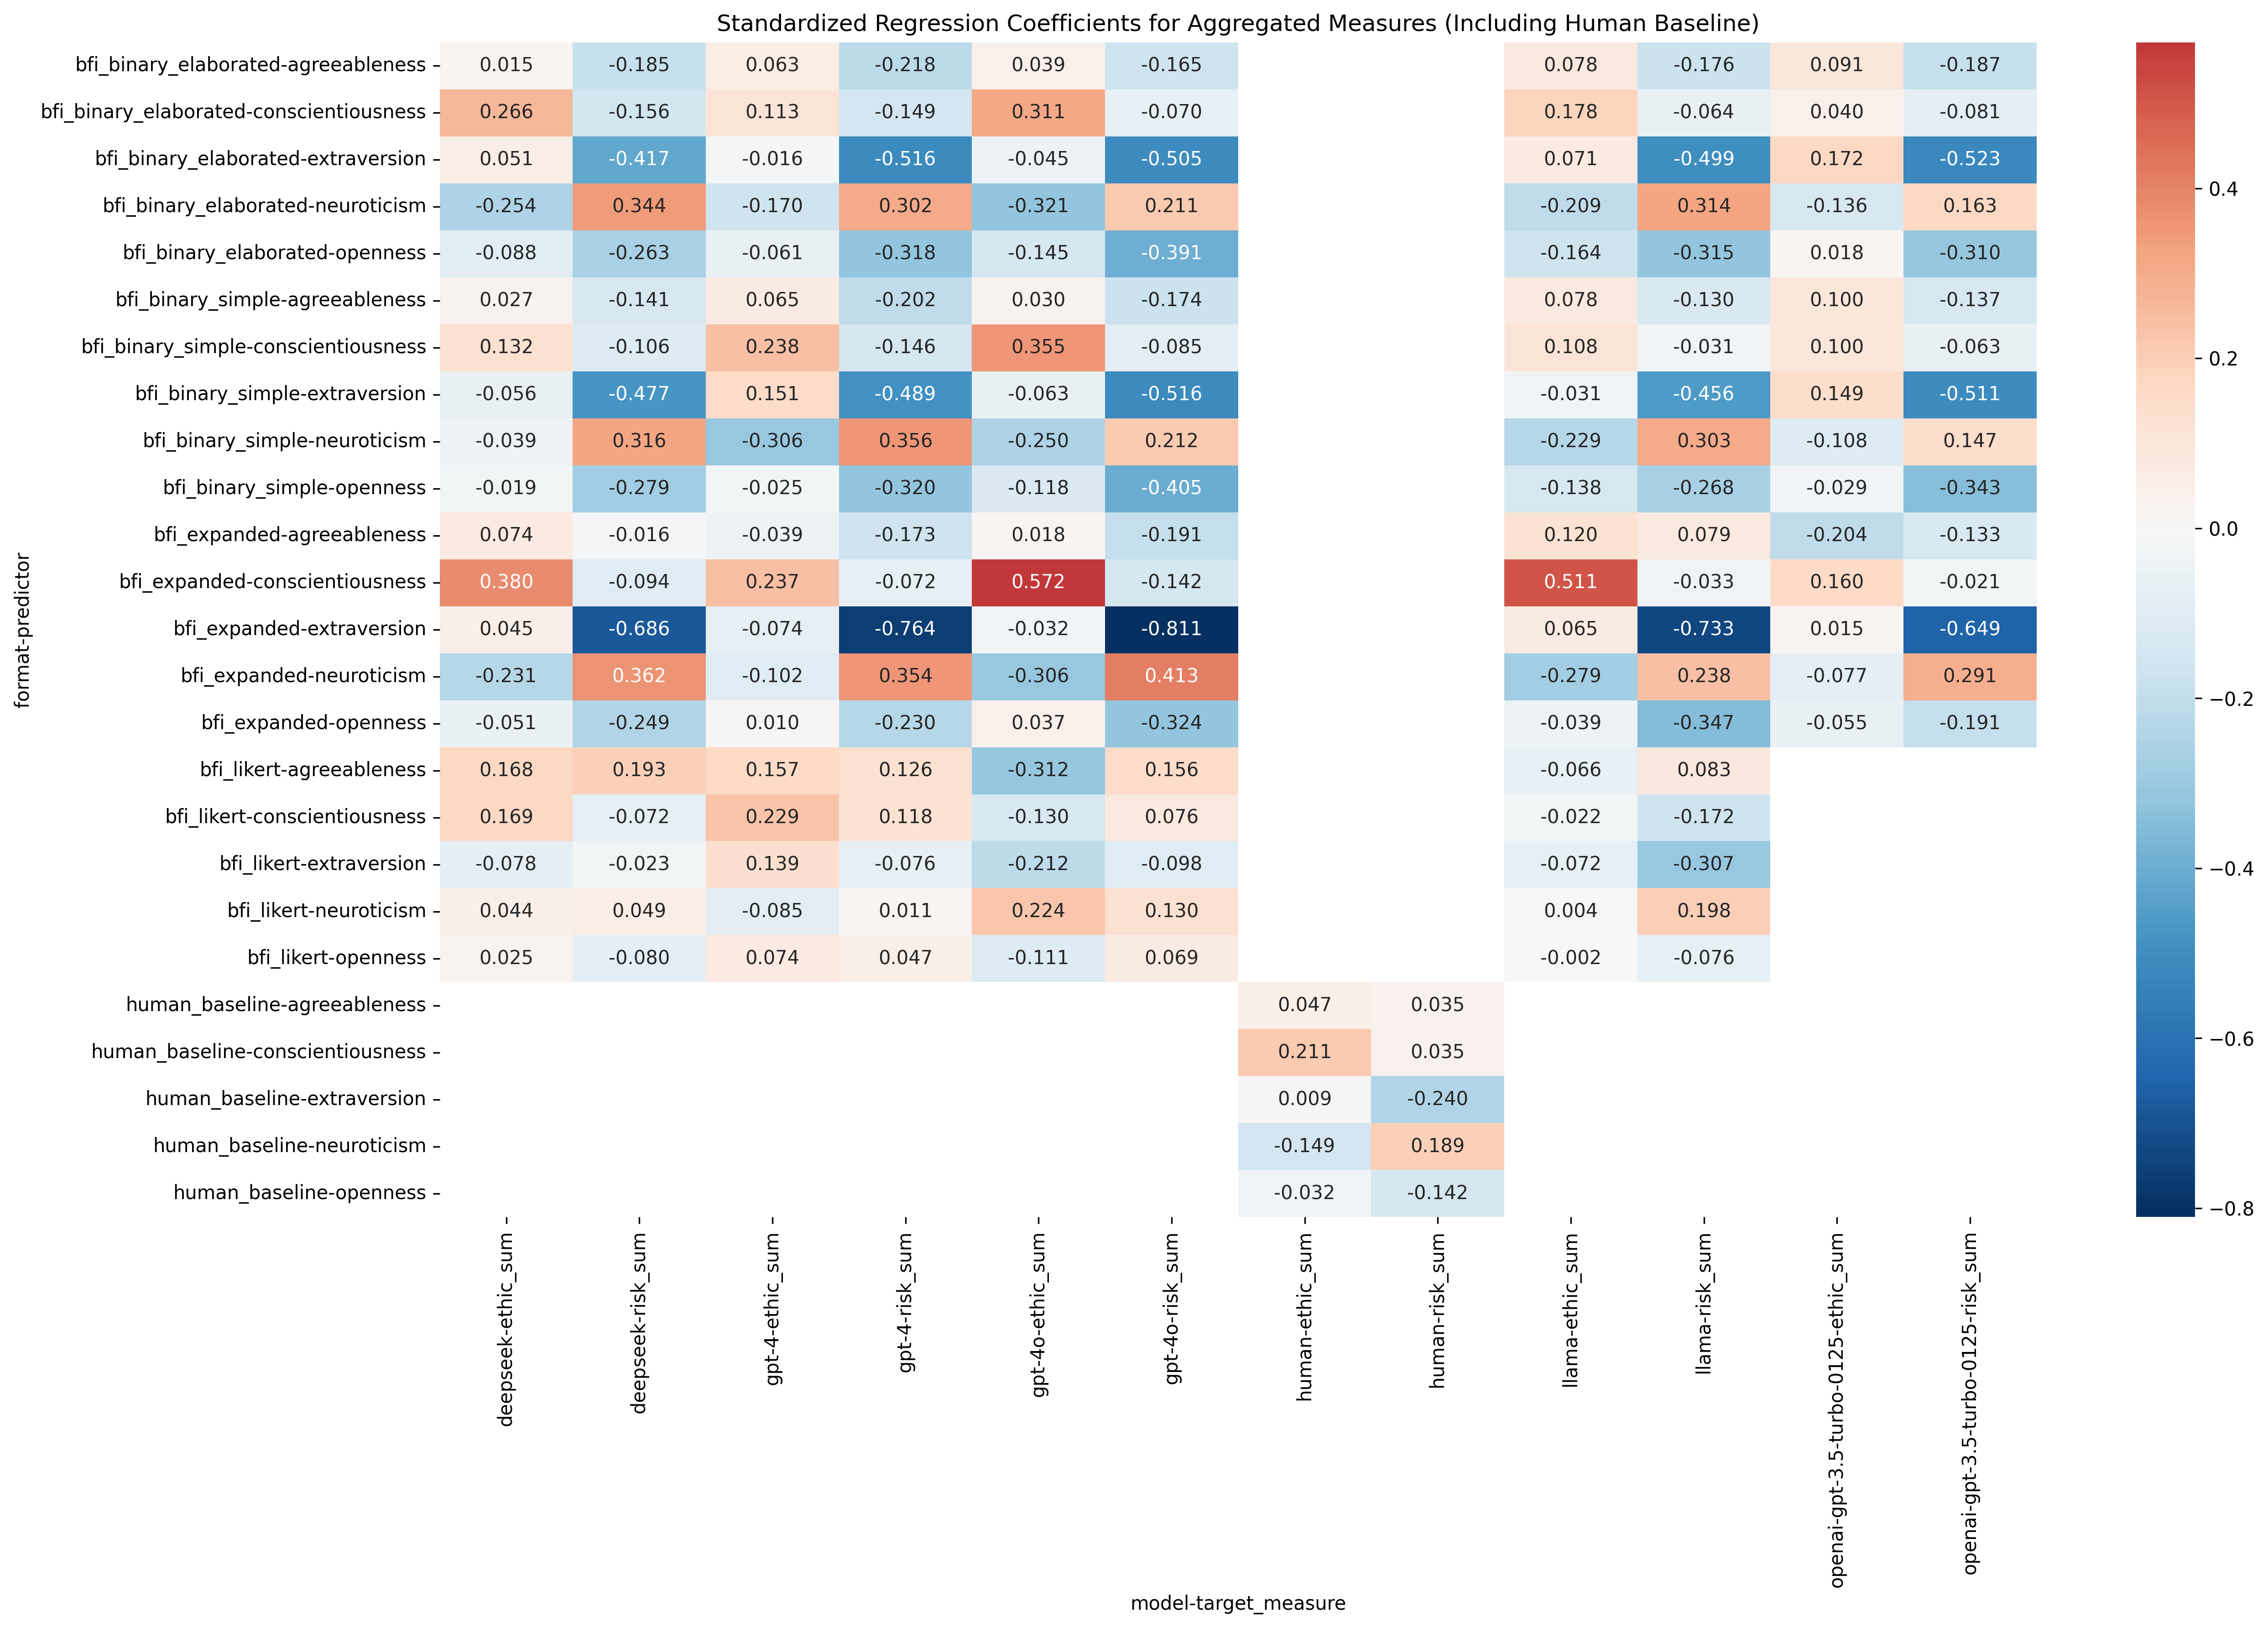 Standardized Regression Coefficients for Aggregated Measures (Including Human Baseline)
format-predictor
bfi_binary_elaborated-agreeableness 0.015 -0.185 0.063 -0.218 0.039 -0.165 0.078 -0.176 0.091 -0.187
bfi_binary_elaborated-conscientiousness 0.266 -0.156 0.113 -0.149 0.311 -0.070 0.178 -0.064 0.040 -0.081
bfi_binary_elaborated-extraversion 0.051 -0.417 -0.016 -0.516 -0.045 -0.505 0.071 -0.499 0.172 -0.523
bfi_binary_elaborated-neuroticism -0.254 0.344 -0.170 0.302 -0.321 0.211 -0.209 0.314 -0.136 0.163
bfi_binary_elaborated-openness -0.088 -0.263 -0.061 -0.318 -0.145 -0.391 -0.164 -0.315 0.018 -0.310
bfi_binary_simple-agreeableness 0.027 -0.141 0.065 -0.202 0.030 -0.174 0.078 -0.130 0.100 -0.137
bfi_binary_simple-conscientiousness 0.132 -0.106 0.238 -0.146 0.355 -0.085 0.108 -0.031 0.100 -0.063
bfi_binary_simple-extraversion -0.056 -0.477 0.151 -0.489 -0.063 -0.516 -0.031 -0.456 0.149 -0.511
bfi_binary_simple-neuroticism -0.039 0.316 -0.306 0.356 -0.250 0.212 -0.229 0.303 -0.108 0.147
bfi_binary_simple-openness -0.019 -0.279 -0.025 -0.320 -0.118 -0.405 -0.138 -0.268 -0.029 -0.343
bfi_expanded-agreeableness 0.074 -0.016 -0.039 -0.173 0.018 -0.191 0.120 0.079 -0.204 -0.133
bfi_expanded-conscientiousness 0.380 -0.094 0.237 -0.072 0.572 -0.142 0.511 -0.033 0.160 -0.021
bfi_expanded-extraversion 0.045 -0.686 -0.074 -0.764 -0.032 -0.811 0.065 -0.733 0.015 -0.649
bfi_expanded-neuroticism -0.231 0.362 -0.102 0.354 -0.306 0.413 -0.279 0.238 -0.077 0.291
bfi_expanded-openness -0.051 -0.249 0.010 -0.230 0.037 -0.324 -0.039 -0.347 -0.055 -0.191
bfi_likert-agreeableness 0.168 0.193 0.157 0.126 -0.312 0.156 -0.066 0.083
bfi_likert-conscientiousness 0.169 -0.072 0.229 0.118 -0.130 0.076 -0.022 -0.172
bfi_likert-extraversion -0.078 -0.023 0.139 -0.076 -0.212 -0.098 -0.072 -0.307
bfi_likert-neuroticism 0.044 0.049 -0.085 0.011 0.224 0.130 0.004 0.198
bfi_likert-openness 0.025 -0.080 0.074 0.047 -0.111 0.069 -0.002 -0.076
human_baseline-agreeableness 0.047 0.035
human_baseline-conscientiousness 0.211 0.035
human_baseline-extraversion 0.009 -0.240
human_baseline-neuroticism -0.149 0.189
human_baseline-openness -0.032 -0.142
deepseek-ethic_sum
deepseek-risk_sum
gpt-4-ethic_sum
gpt-4-risk_sum
gpt-4o-ethic_sum
gpt-4o-risk_sum
human-ethic_sum
human-risk_sum
llama-ethic_sum
llama-risk_sum
openai-gpt-3.5-turbo-0125-ethic_sum
openai-gpt-3.5-turbo-0125-risk_sum
model-target_measure
0.4
0.2
0.0
−0.2
−0.4
−0.6
−0.8